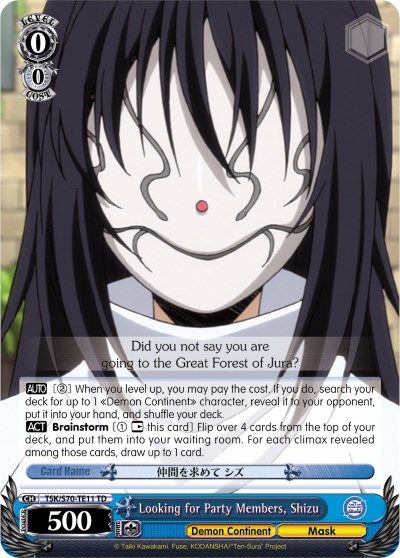 LEVEL
0
0
COST
Did you not say you are
going to the Great Forest of Jura?
AUTO [②] When you level up, you may pay the cost. If you do, search your
deck for up to 1 «Demon Continent» character, reveal it to your opponent,
put it into your hand, and shuffle your deck.
ACT Brainstorm [① this card] Flip over 4 cards from the top of your
deck, and put them into your waiting room. For each climax revealed
among those cards, draw up to 1 card.
Card Name 仲間を求めて シズ
CH TSK/S70-TE11 TD
500
Looking for Party Members, Shizu
Demon Continent Mask
© Taiki Kawakami, Fuse, KODANSHA/"Ten-Sura" Project